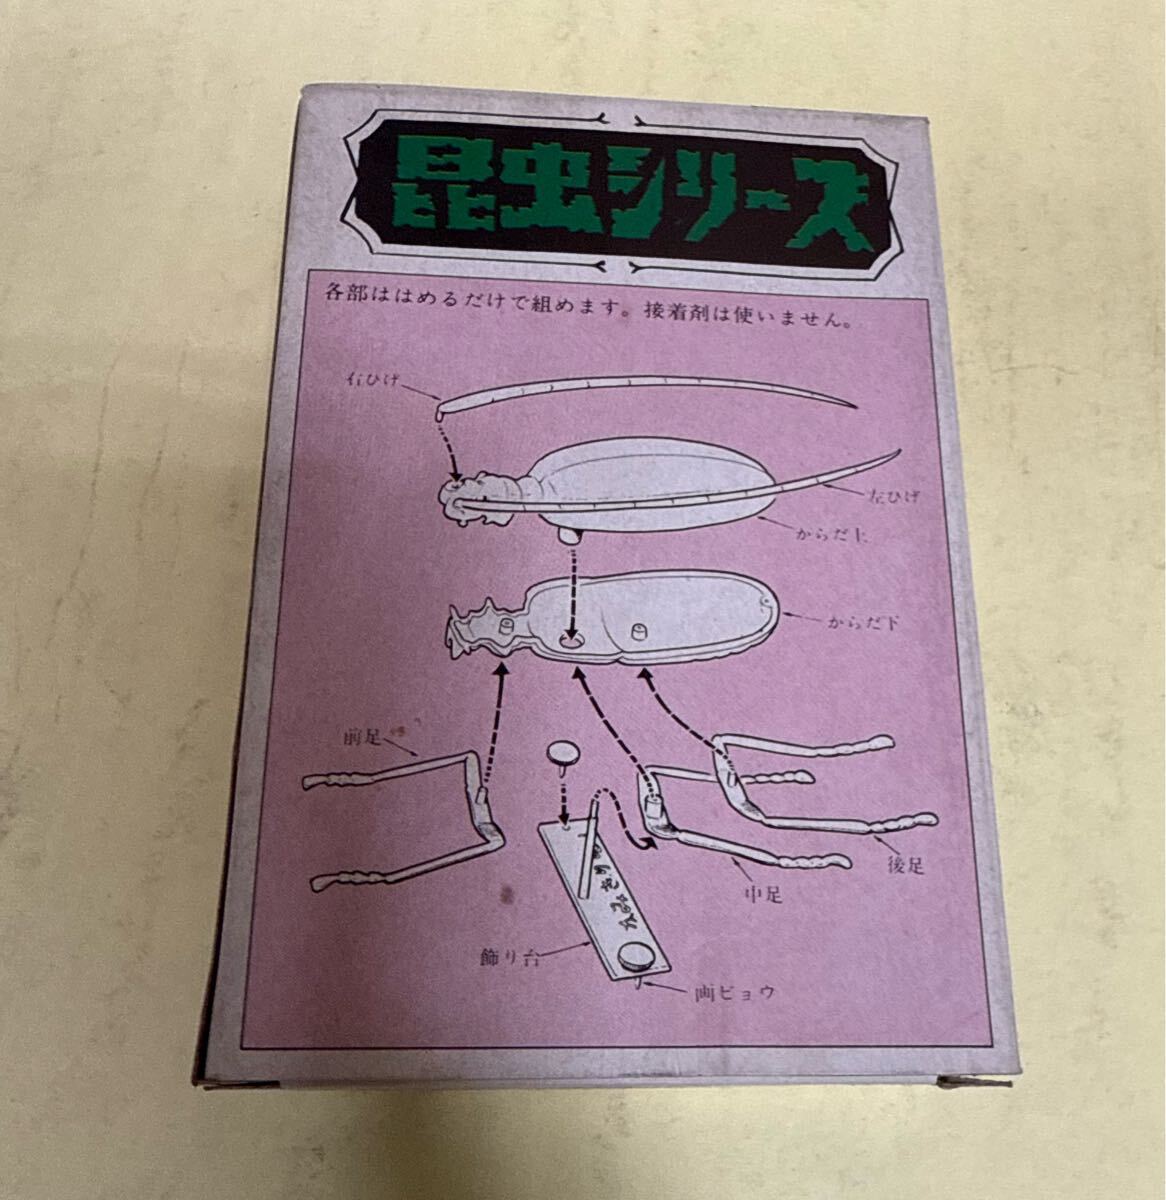 昆虫シリーズ
各部ははめるだけで組めます。接着剤は使いません。
右ひげ
左ひげ
からだ上
からだ下
前足
後足
中足
飾り台
画ビョウ